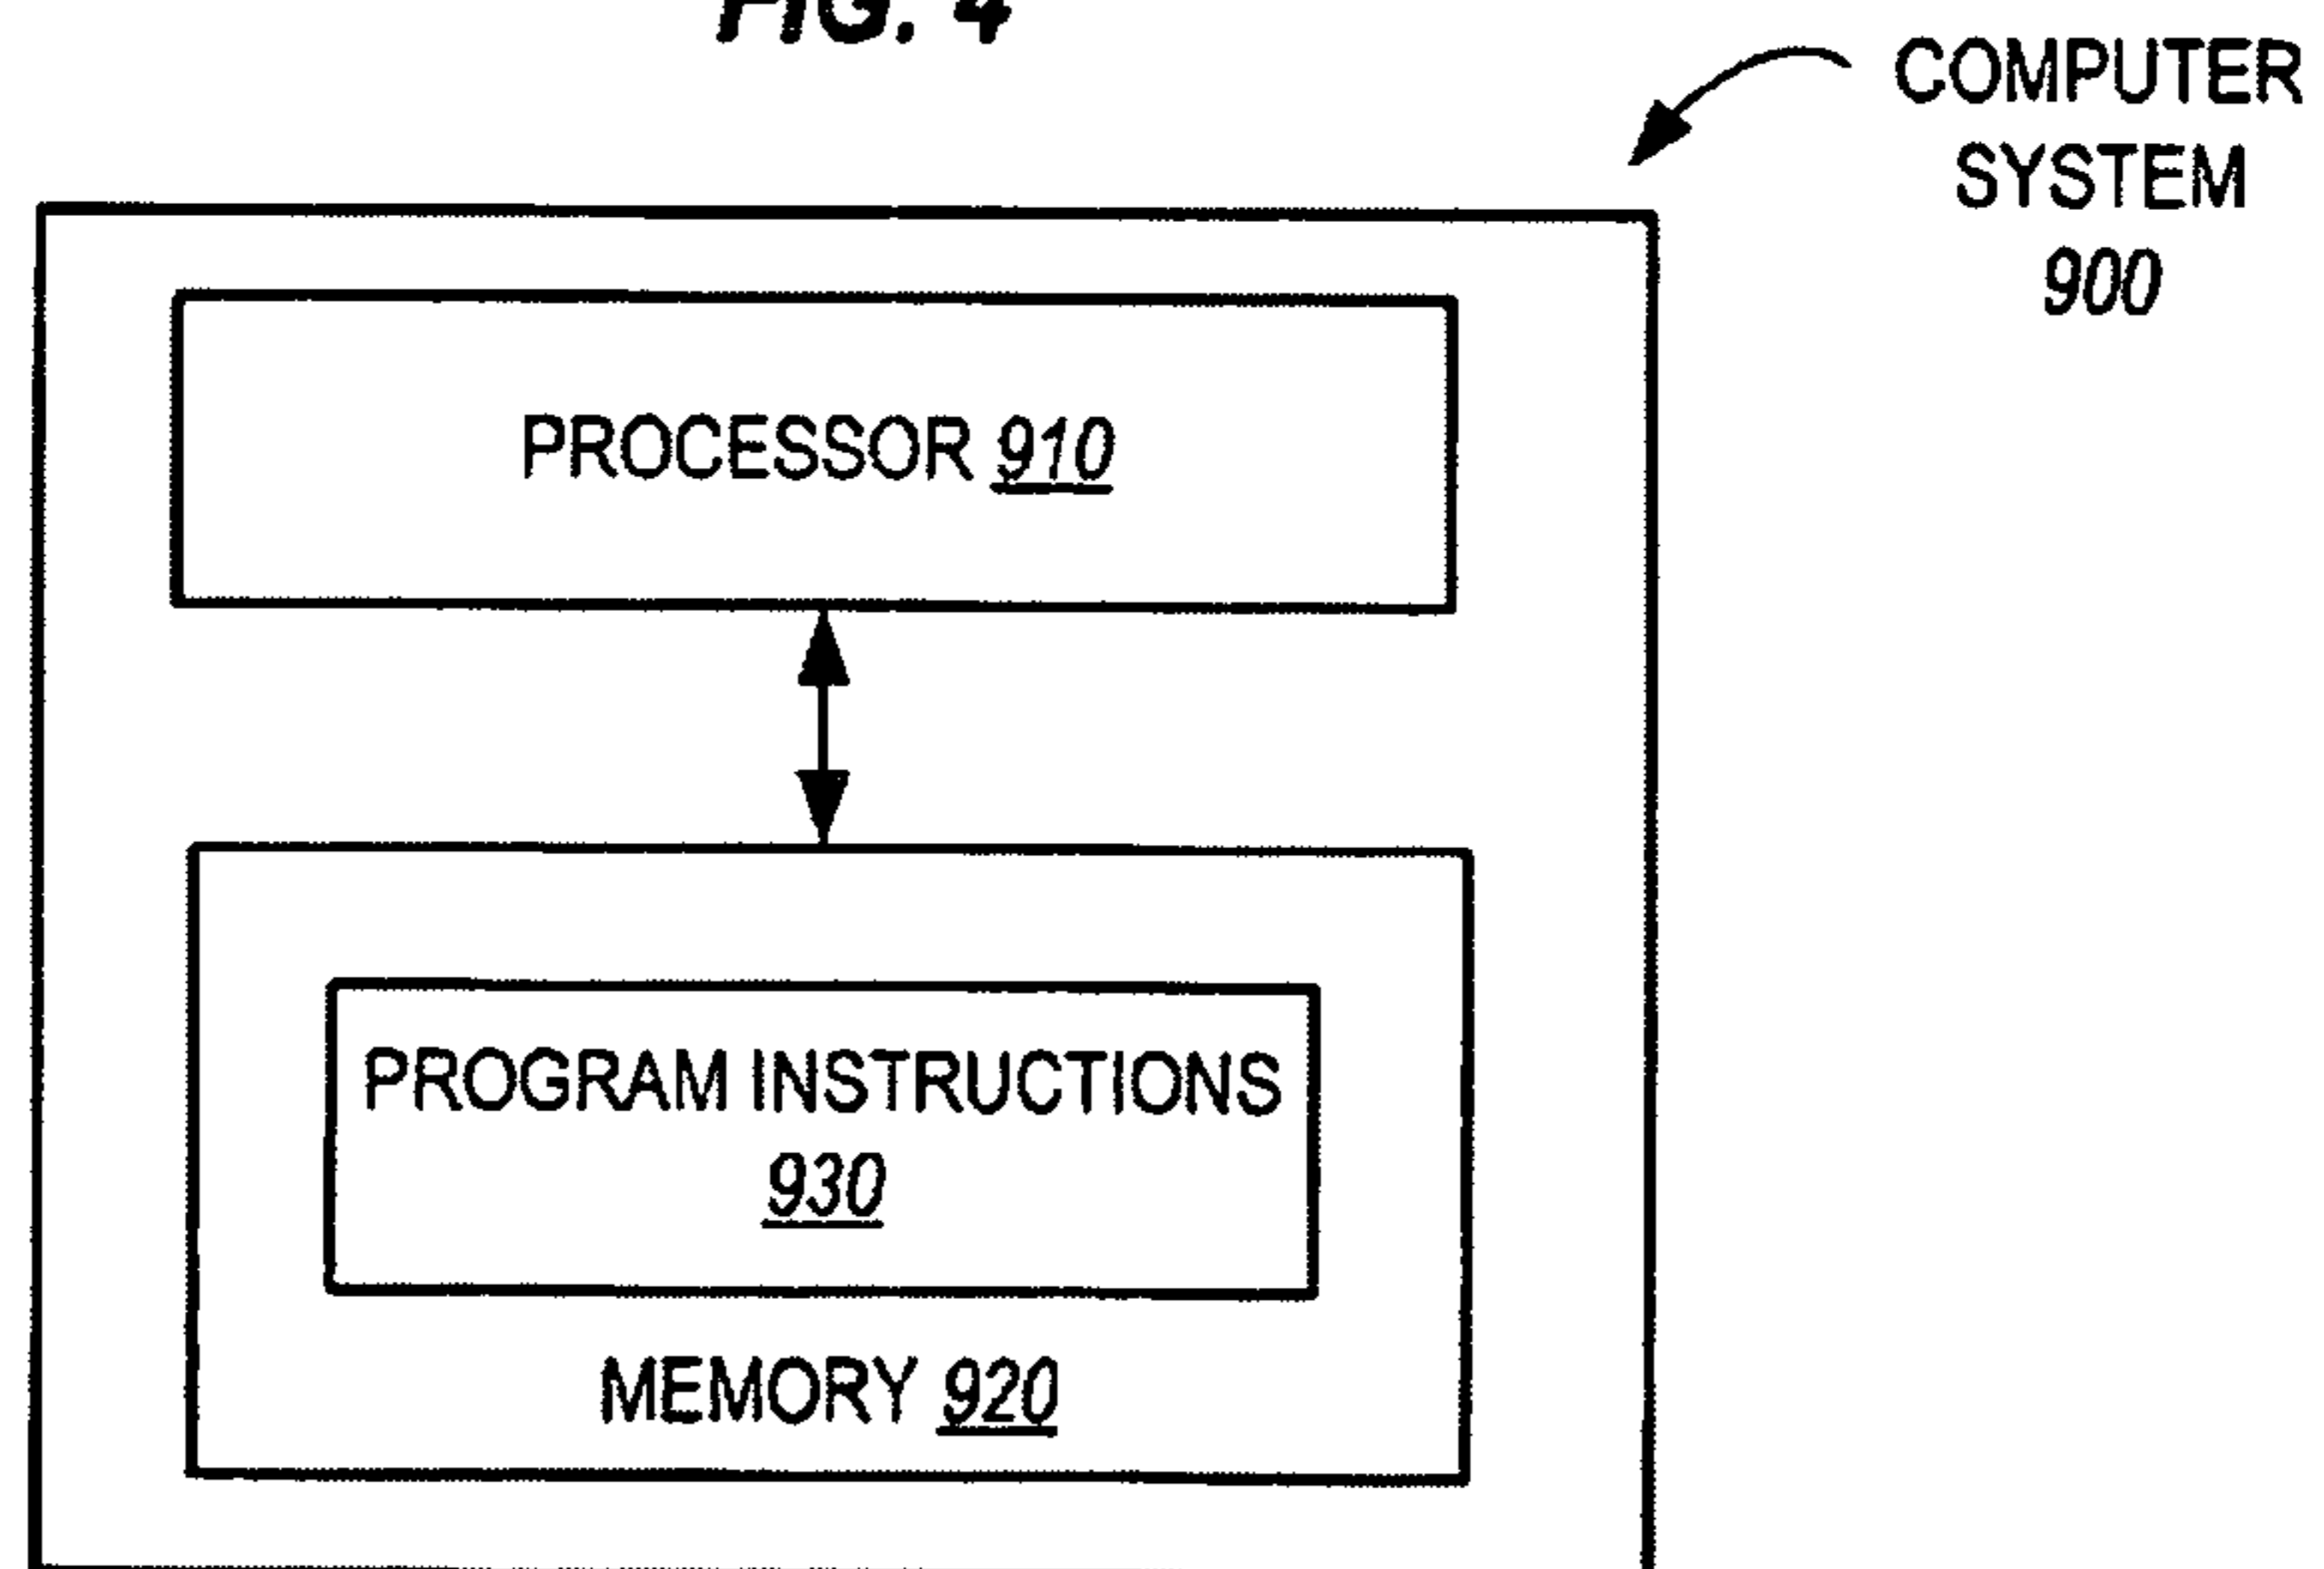 FIG. 4
COMPUTER
SYSTEM
900
PROCESSOR 910
PROGRAM INSTRUCTIONS
930
MEMORY 920